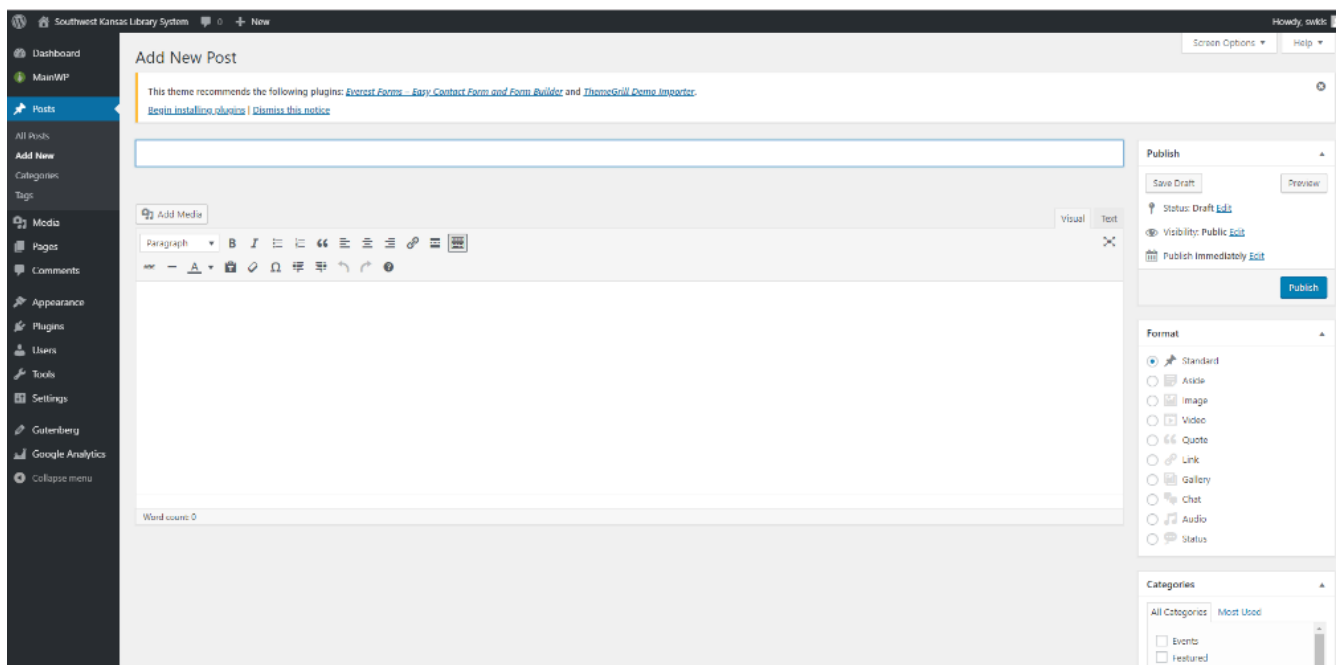 Southwest Kansas Library System 0 + New Howdy, swkls
Dashboard
MainWP
Posts
All Posts
Add New
Categories
Tags
Media
Pages
Comments
Appearance
Plugins
Users
Tools
Settings
Gutenberg
Google Analytics
Collapse menu
Screen Options Help
Add New Post
This theme recommends the following plugins: Everest Forms – Easy Contact Form and Form Builder and ThemeGrill Demo Importer.
Begin installing plugins | Dismiss this notice
Add Media
Visual Text
Paragraph B I
ABC A Ω
Word count: 0
Publish
Save Draft Preview
Status: Draft Edit
Visibility: Public Edit
Publish immediately Edit
Publish
Format
Standard
Aside
Image
Video
Quote
Link
Gallery
Chat
Audio
Status
Categories
All Categories Most Used
Events
Featured